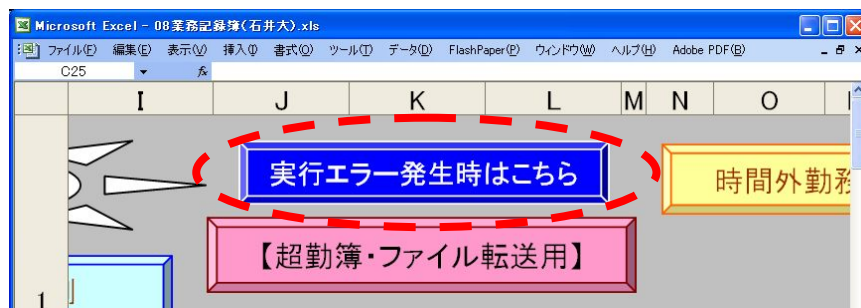 Microsoft Excel - 08業務記録簿(石井大).xls
ファイル(F) 編集(E) 表示(V) 挿入(I) 書式(O) ツール(T) データ(D) FlashPaper(P) ウィンドウ(W) ヘルプ(H) Adobe PDF(B)
C25 fx
I J K L M N O
実行エラー発生時はこちら
時間外勤務
【超勤簿・ファイル転送用】
1